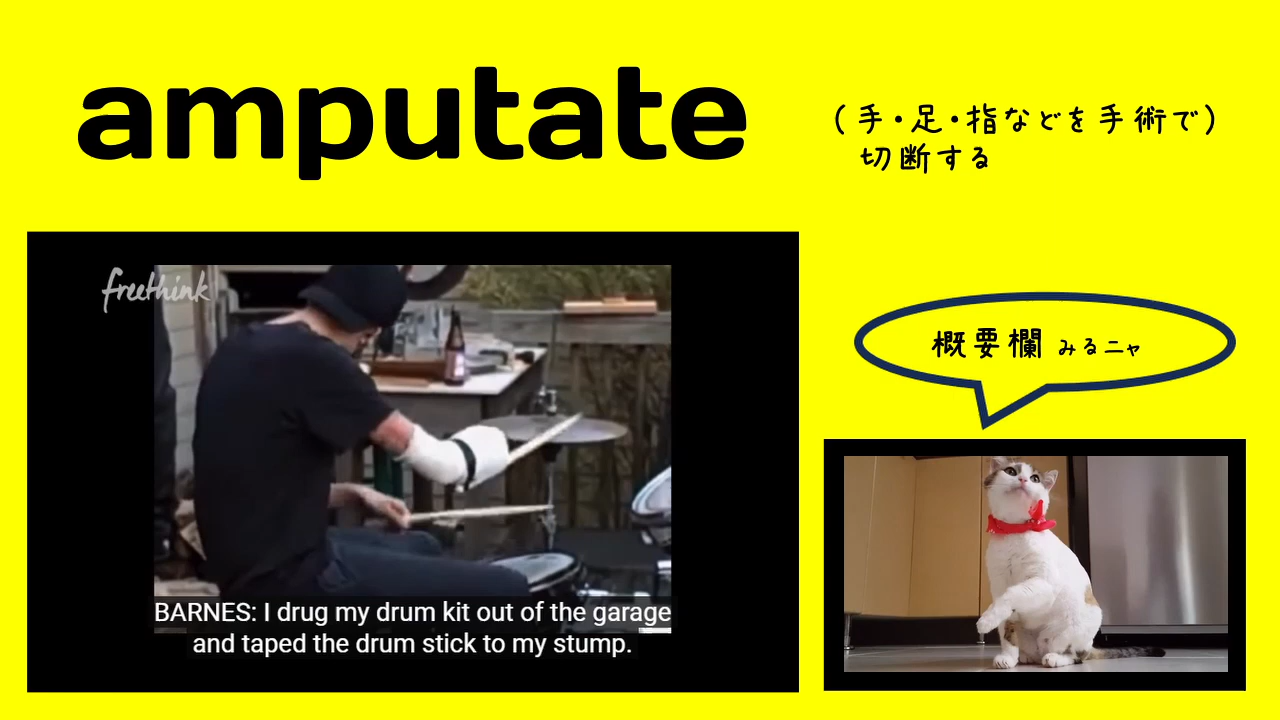 amputate
(手・足・指などを手術で)
切断する
freethink
概要欄 みるニャ
BARNES: I drug my drum kit out of the garage
and taped the drum stick to my stump.